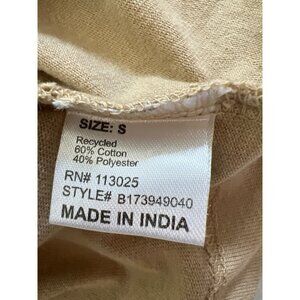 SIZE: S
Recycled
60% Cotton
40% Polyester
RN# 113025
STYLE# B173949040
MADE IN INDIA